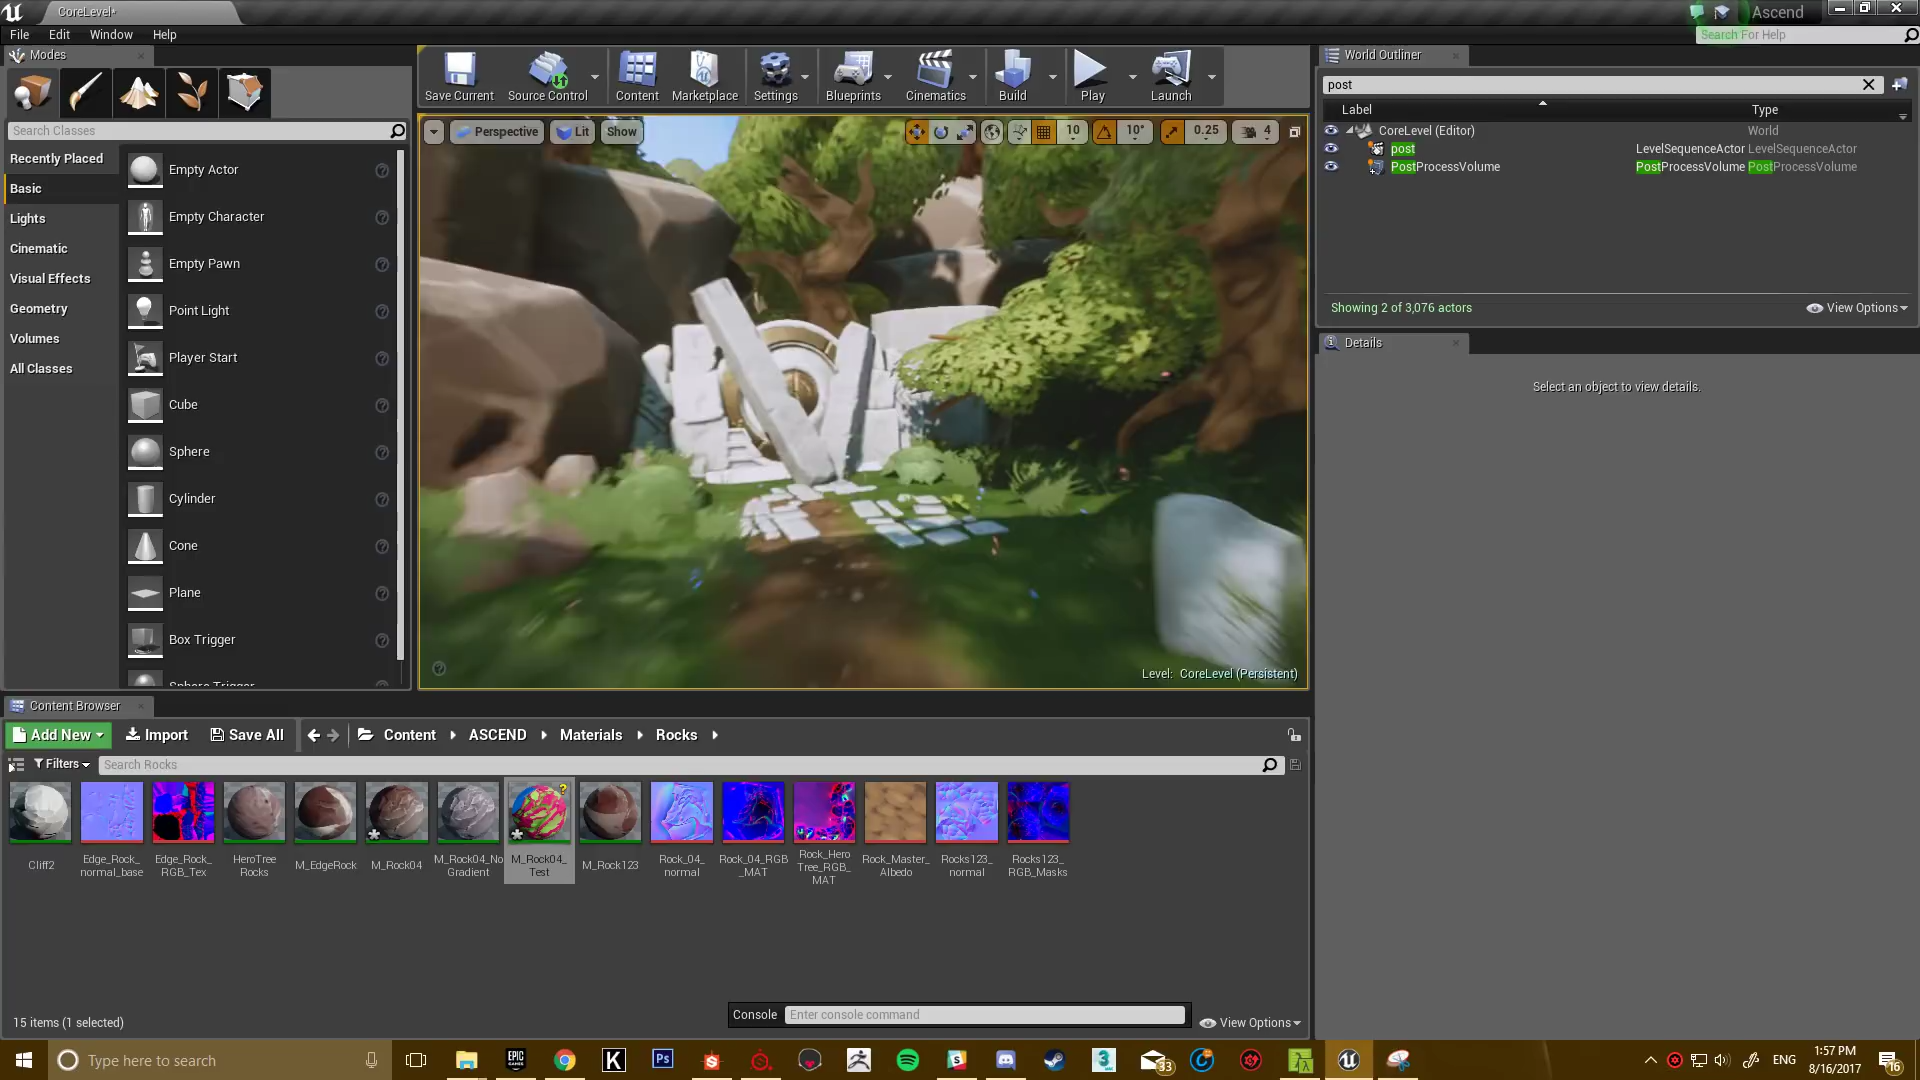 CoreLevel*
Ascend
File Edit Window Help
Search For Help
Modes
Search Classes
Recently Placed
Basic
Lights
Cinematic
Visual Effects
Geometry
Volumes
All Classes
Empty Actor
Empty Character
Empty Pawn
Point Light
Player Start
Cube
Sphere
Cylinder
Cone
Plane
Box Trigger
Sphere Trigger
Save Current Source Control Content Marketplace Settings Blueprints Cinematics Build Play Launch
Perspective Lit Show 10 10° 0.25 4
Level: CoreLevel (Persistent)
World Outliner
post
Label Type
CoreLevel (Editor) World
post LevelSequenceActor LevelSequenceActor
PostProcessVolume PostProcessVolume PostProcessVolume
Showing 2 of 3,076 actors View Options
Details
Select an object to view details.
Content Browser
Add New Import Save All Content ASCEND Materials Rocks
Filters Search Rocks
Cliff2
Edge_Rock_
normal_base
Edge_Rock_
RGB_Tex
HeroTree
Rocks
M_EdgeRock
M_Rock04
M_Rock04_No
Gradient
M_Rock04_
Test
M_Rock123
Rock_04_
normal
Rock_04_RGB
_MAT
Rock_Hero
Tree_RGB_
MAT
Rock_Master_
Albedo
Rocks123_
normal
Rocks123_
RGB_Masks
15 items (1 selected)
Console Enter console command
View Options
Type here to search
EPIC
GAMES
K
Ps
3
33
ENG
1:57 PM
8/16/2017
16